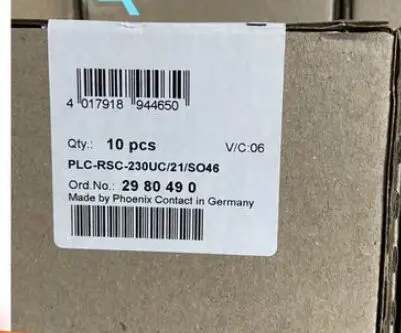 4 017918 944650
Qty.: 10 pcs V/C:06
PLC-RSC-230UC/21/SO46
Ord.No.: 29 80 49 0
Made by Phoenix Contact in Germany